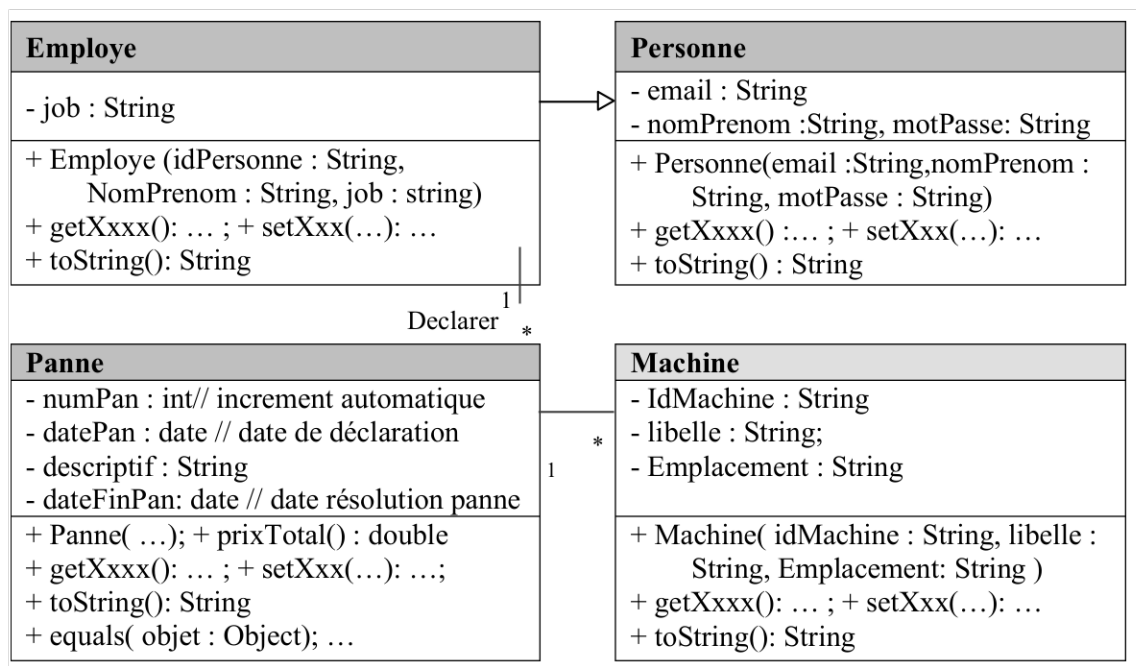 Employe
- job : String
+ Employe (idPersonne : String,
NomPrenom : String, job : string)
+ getXxxx(): … ; + setXxx(…): …
+ toString(): String
Personne
- email : String
- nomPrenom :String, motPasse: String
+ Personne(email :String,nomPrenom :
String, motPasse : String)
+ getXxxx() :… ; + setXxx(…): …
+ toString() : String
1
Declarer
*
Panne
- numPan : int// increment automatique
- datePan : date // date de déclaration
- descriptif : String
- dateFinPan: date // date résolution panne
+ Panne( …); + prixTotal() : double
+ getXxxx(): … ; + setXxx(…): …;
+ toString(): String
+ equals( objet : Object); …
*
1
Machine
- IdMachine : String
- libelle : String;
- Emplacement : String
+ Machine( idMachine : String, libelle :
String, Emplacement: String )
+ getXxxx(): … ; + setXxx(…): …
+ toString(): String